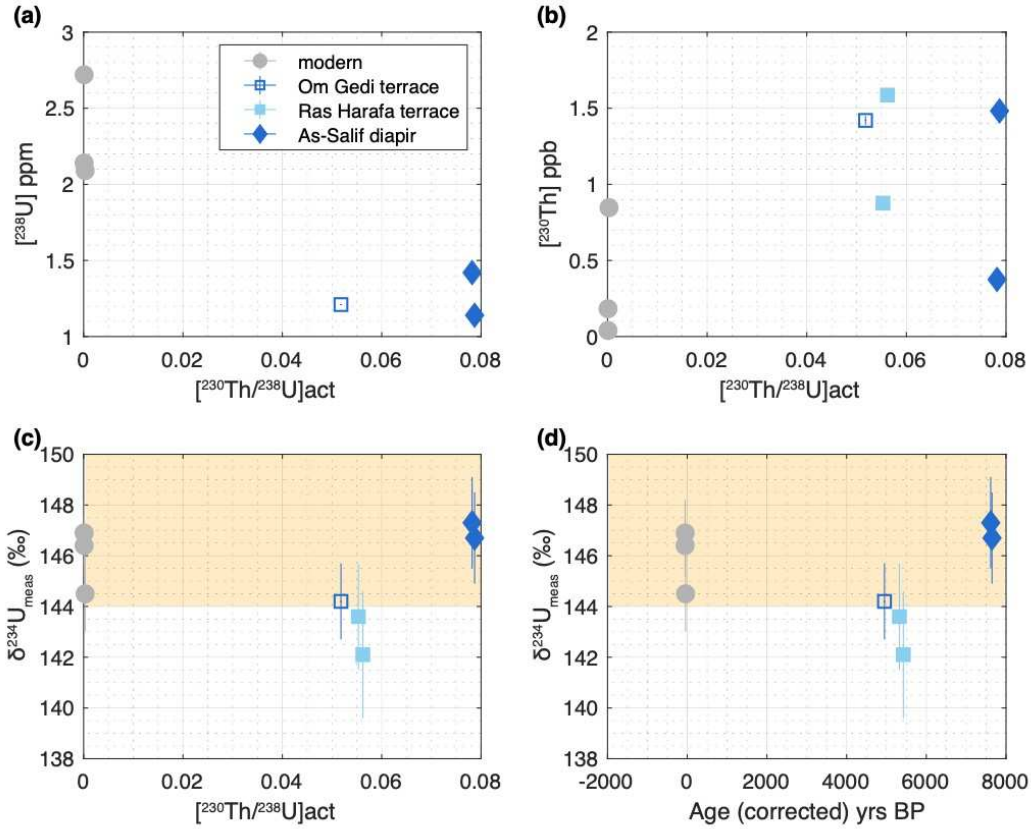 (a)
3
2.5
2
1.5
1
[²³⁸U] ppm
modern
Om Gedi terrace
Ras Harafa terrace
As-Salif diapir
0 0.02 0.04 0.06 0.08
[²³⁰Th/²³⁸U]act
(b)
2
1.5
1
0.5
0
[²³⁰Th] ppb
0 0.02 0.04 0.06 0.08
[²³⁰Th/²³⁸U]act
(c)
150
148
146
144
142
140
138
δ²³⁴U_meas (‰)
0 0.02 0.04 0.06 0.08
[²³⁰Th/²³⁸U]act
(d)
150
148
146
144
142
140
138
δ²³⁴U_meas (‰)
-2000 0 2000 4000 6000 8000
Age (corrected) yrs BP